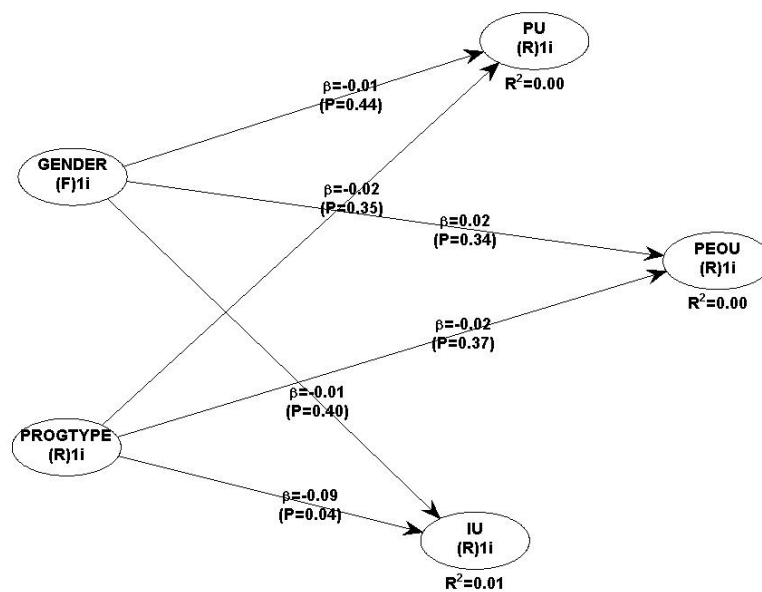 PU
(R)1i
R²=0.00
β=-0.01
(P=0.44)
GENDER
(F)1i
β=-0.02
(P=0.35)
β=0.02
(P=0.34)
PEOU
(R)1i
R²=0.00
β=-0.02
(P=0.37)
β=-0.01
(P=0.40)
PROGTYPE
(R)1i
β=-0.09
(P=0.04)
IU
(R)1i
R²=0.01